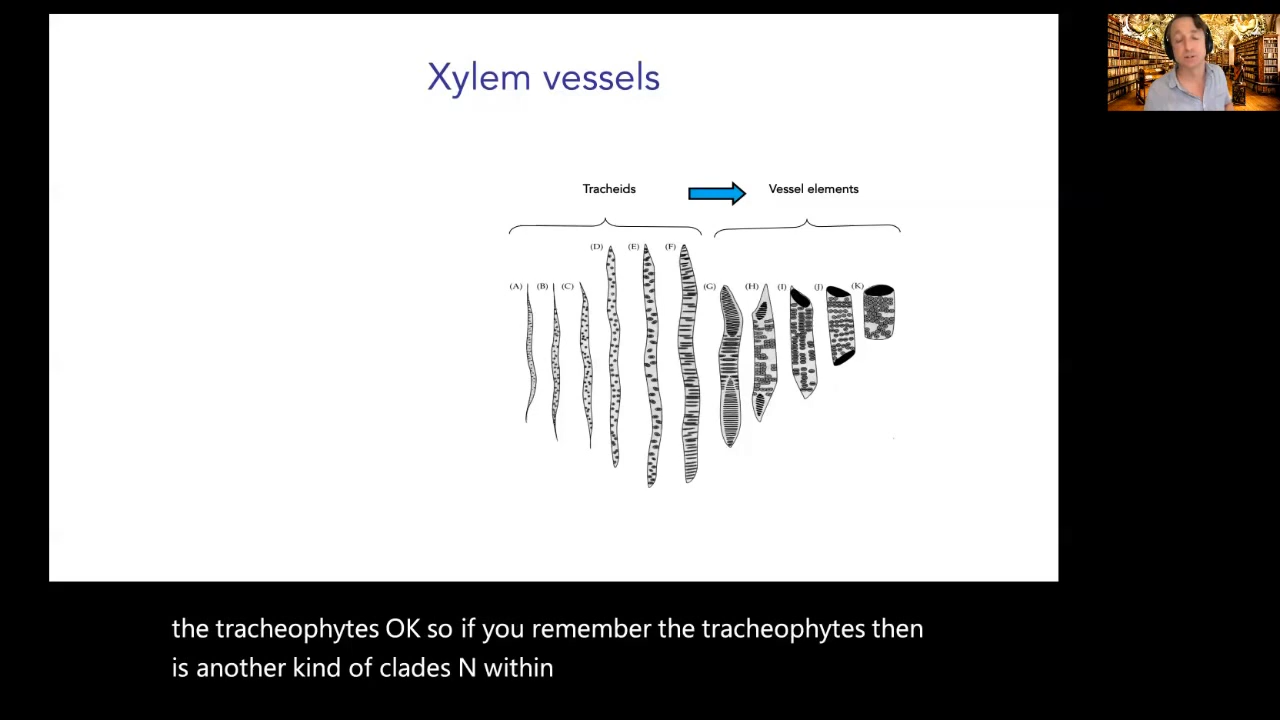 Xylem vessels
Tracheids
Vessel elements
(D) (E) (F)
(A) (B) (C) (G) (H) (I) (J) (K)
the tracheophytes OK so if you remember the tracheophytes then
is another kind of clades N within